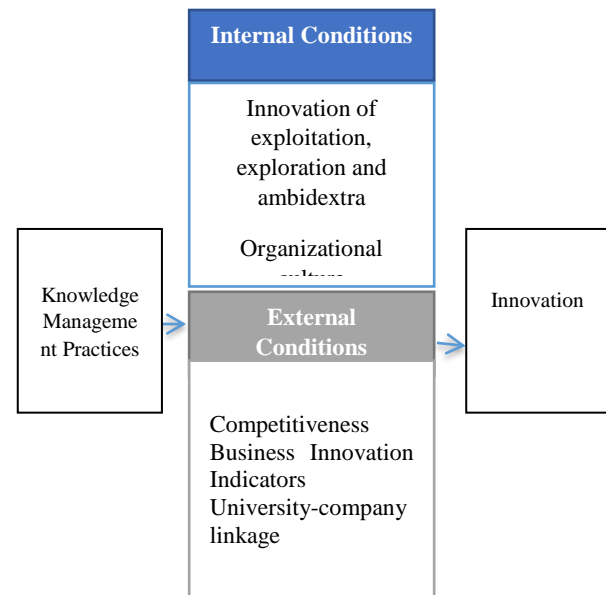 Internal Conditions
Innovation of
exploitation,
exploration and
ambidextra
Organizational
Knowledge
Manageme
nt Practices
External
Conditions
Innovation
Competitiveness
Business Innovation
Indicators
University-company
linkage